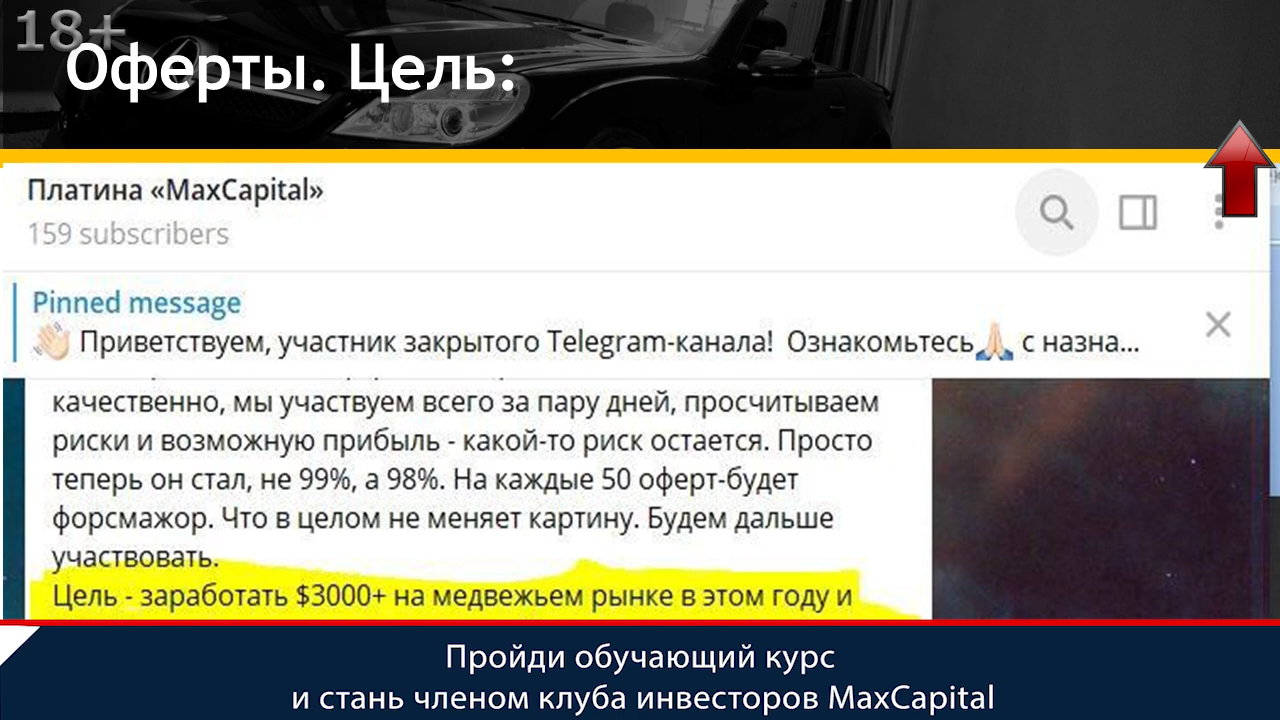 18+
Оферты. Цель:
Платина «MaxCapital»
159 subscribers
Pinned message
👋🏻 Приветствуем, участник закрытого Telegram-канала! Ознакомьтесь🙏🏻 с назна...
качественно, мы участвуем всего за пару дней, просчитываем
риски и возможную прибыль - какой-то риск остается. Просто
теперь он стал, не 99%, а 98%. На каждые 50 оферт-будет
форсмажор. Что в целом не меняет картину. Будем дальше
участвовать.
Цель - заработать $3000+ на медвежьем рынке в этом году и
Пройди обучающий курс
и стань членом клуба инвесторов MaxCapital